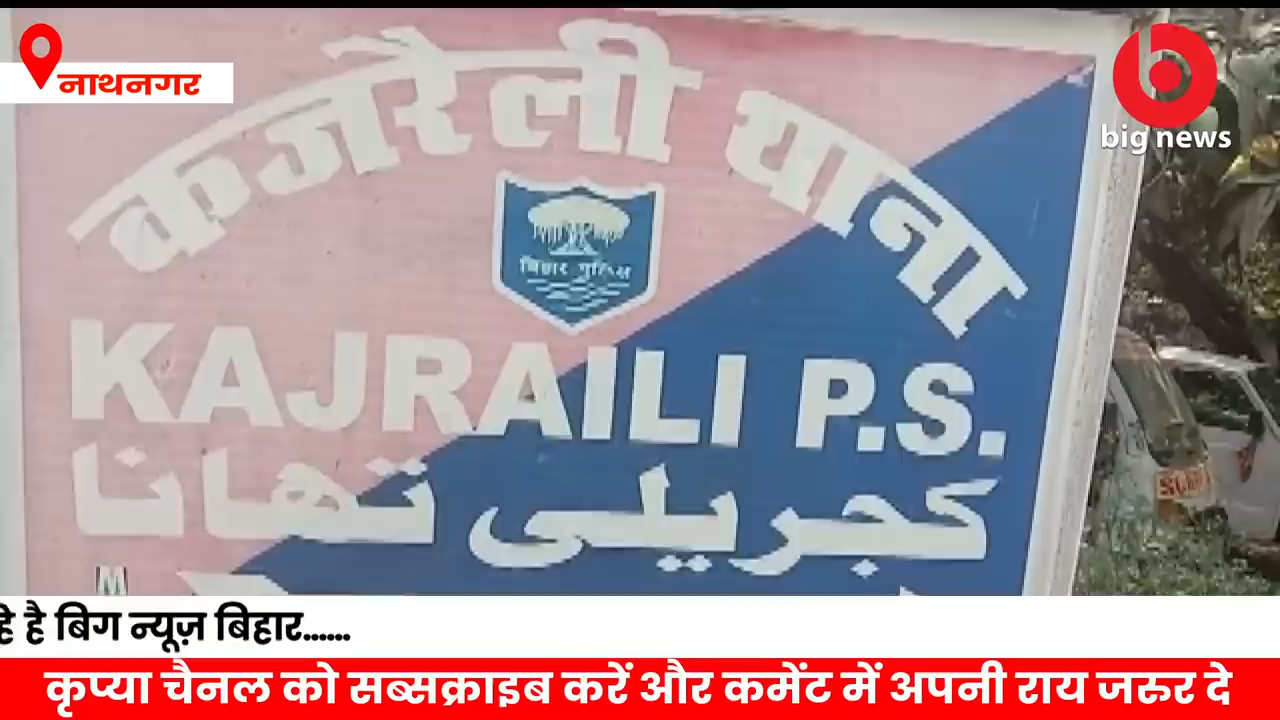 नाथनगर
big news
कजरैली थाना
बिहार पुलिस
KAJRAILI P.S.
کجریلی تھانا
M
है बिग न्यूज़ बिहार......
कृप्या चैनल को सब्सक्राइब करें और कमेंट में अपनी राय जरुर दे